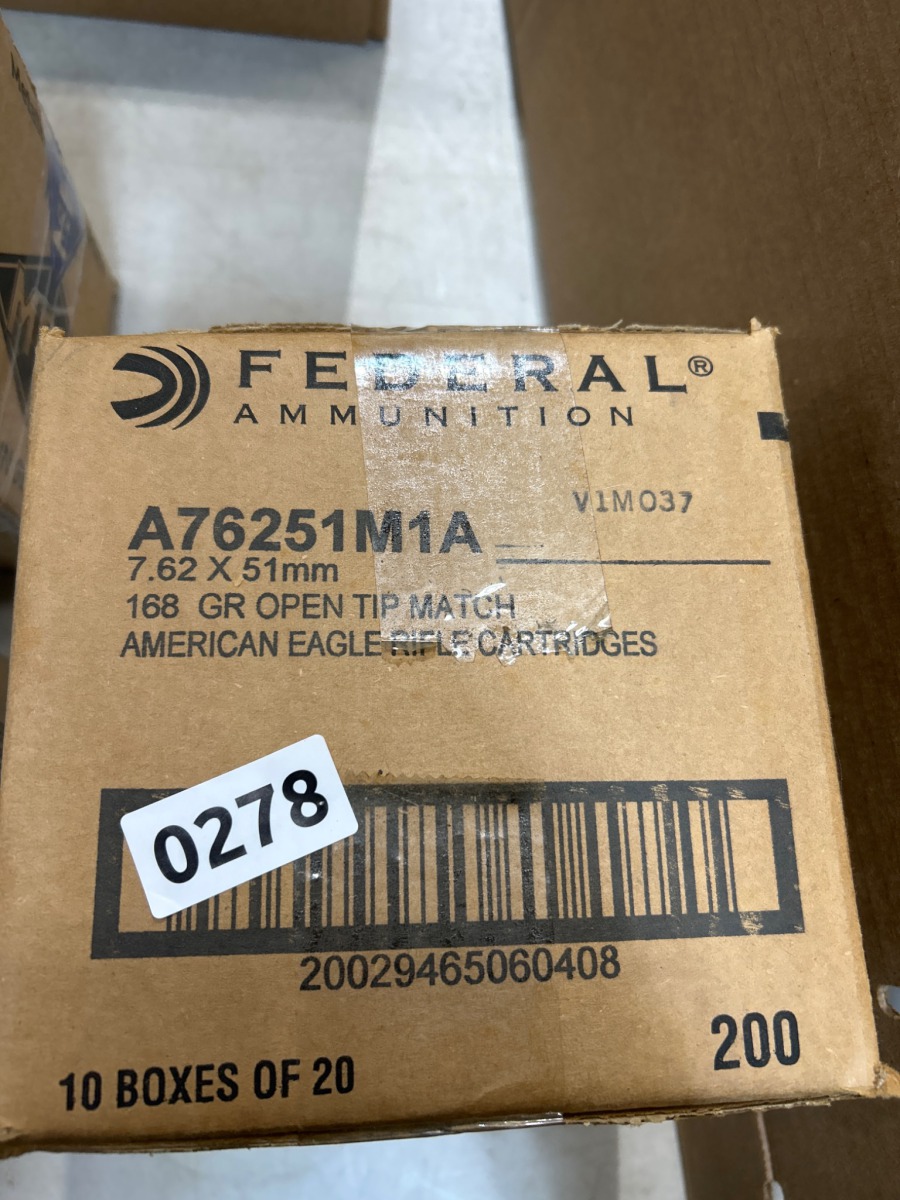 FEDERAL®
AMMUNITION
V1M037
A76251M1A
7.62 X 51mm
168 GR OPEN TIP MATCH
AMERICAN EAGLE RIFLE CARTRIDGES
0278
20029465060408
200
10 BOXES OF 20